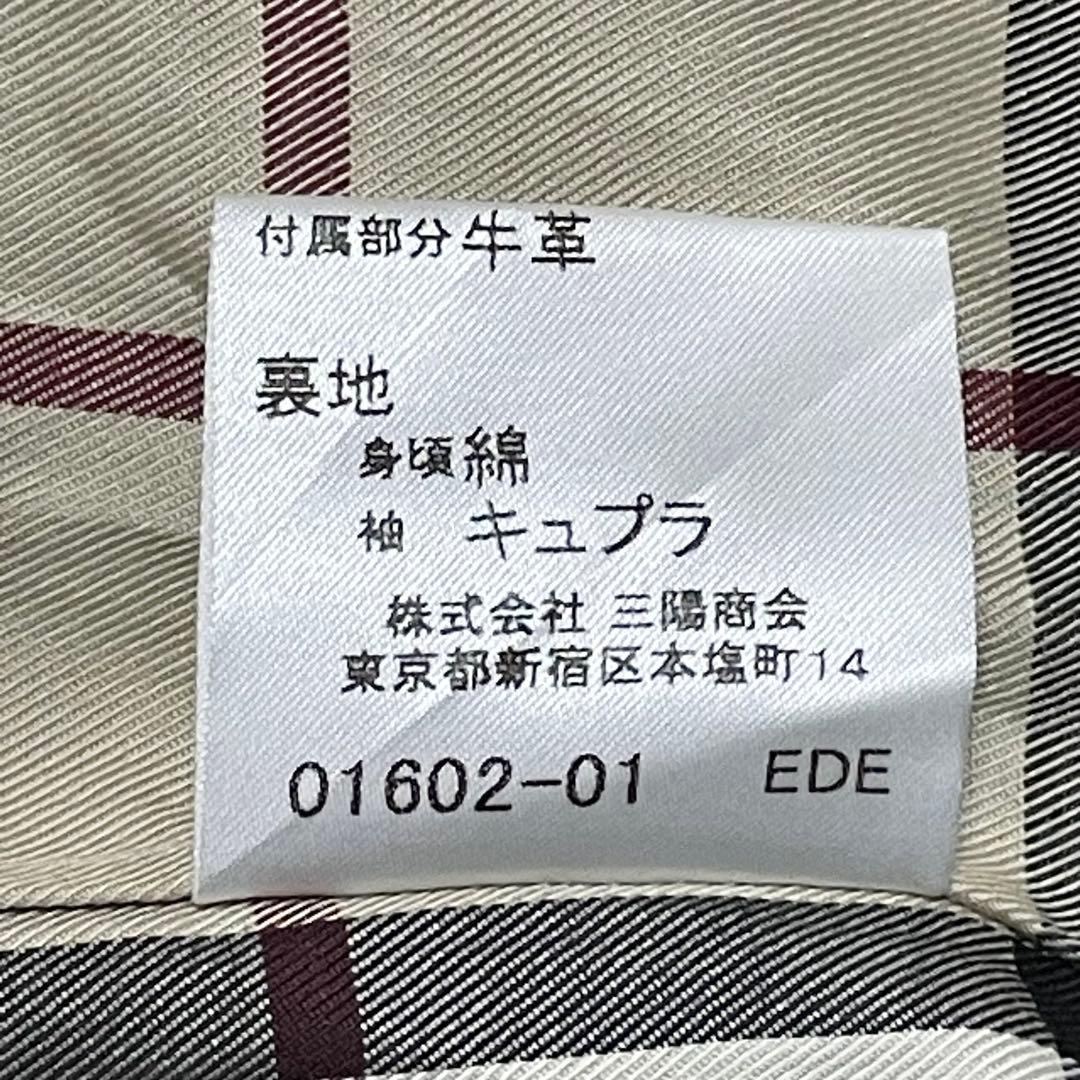 付属部分 牛革
裏地
身頃 綿
袖 キュプラ
株式会社 三陽商会
東京都新宿区本塩町14
01602-01 EDE